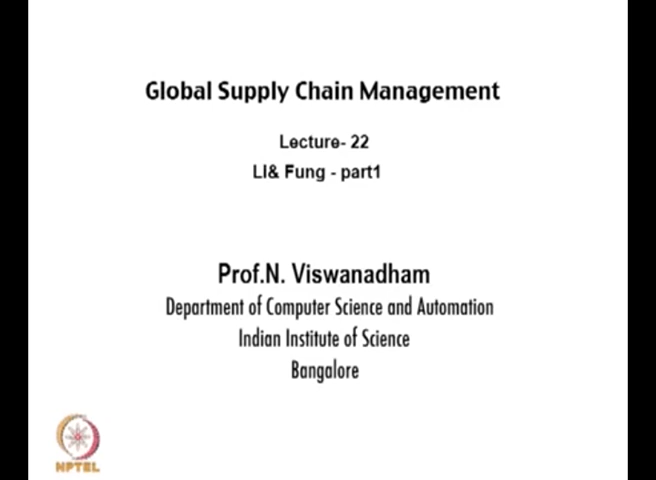 Global Supply Chain Management
Lecture- 22
LI& Fung - part1
Prof.N. Viswanadham
Department of Computer Science and Automation
Indian Institute of Science
Bangalore
NPTEL